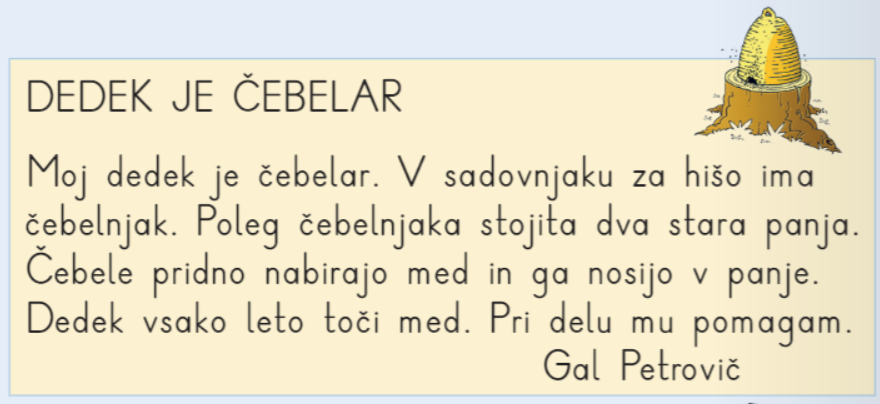 DEDEK JE ČEBELAR
Moj dedek je čebelar. V sadovnjaku za hišo ima
čebelnjak. Poleg čebelnjaka stojita dva stara panja.
Čebele pridno nabirajo med in ga nosijo v panje.
Dedek vsako leto toči med. Pri delu mu pomagam.
Gal Petrovič